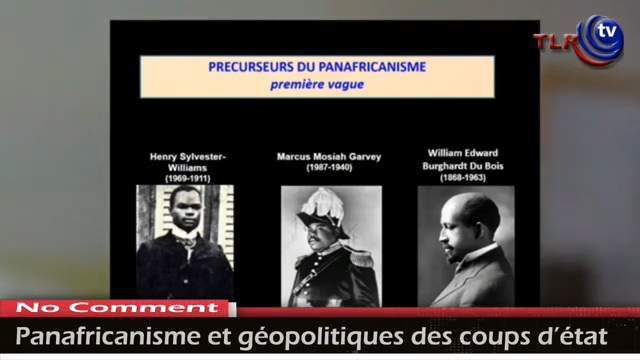 TLR tv
PRECURSEURS DU PANAFRICANISME
première vague
Henry Sylvester-
Williams
(1969-1911)
Marcus Mosiah Garvey
(1987-1940)
William Edward
Burghardt Du Bois
(1868-1963)
No Comment
Panafricanisme et géopolitiques des coups d'état